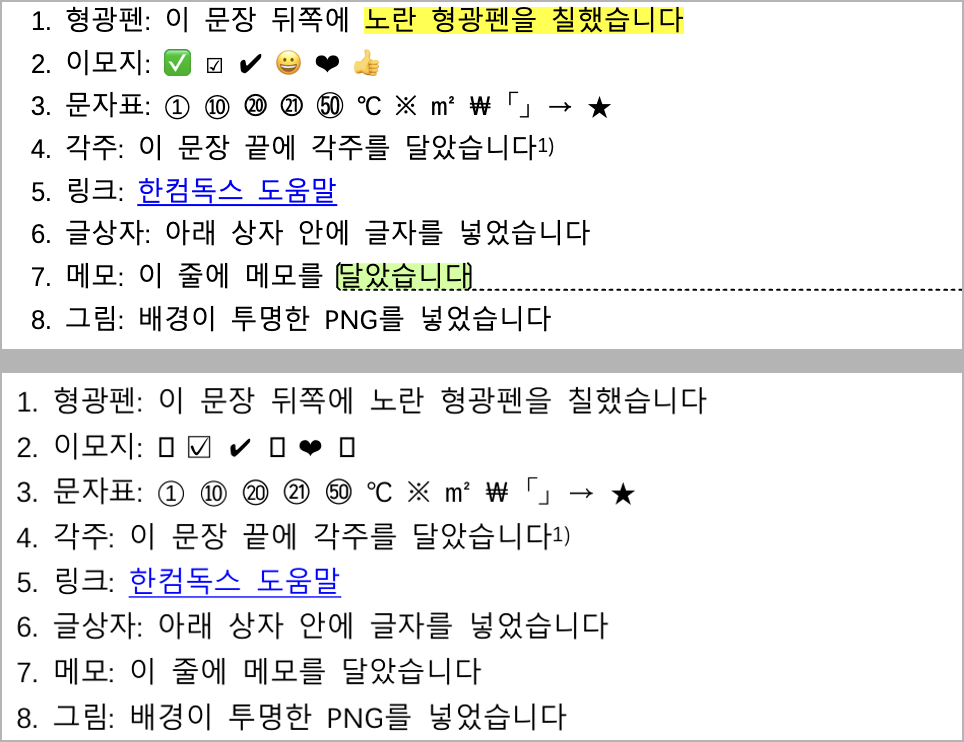 1. 형광펜: 이 문장 뒤쪽에 노란 형광펜을 칠했습니다
2. 이모지: ✅ ☑ ✔ 😀 ❤ 👍
3. 문자표: ① ⑩ ⑳ ㉑ ㊿ ℃ ※ ㎡ ₩「」→ ★
4. 각주: 이 문장 끝에 각주를 달았습니다1)
5. 링크: 한컴독스 도움말
6. 글상자: 아래 상자 안에 글자를 넣었습니다
7. 메모: 이 줄에 메모를 달았습니다
8. 그림: 배경이 투명한 PNG를 넣었습니다
1. 형광펜: 이 문장 뒤쪽에 노란 형광펜을 칠했습니다
2. 이모지: ▯ ☑ ✔ ▯ ❤ ▯
3. 문자표: ① ⑩ ⑳ ㉑ ㊿ ℃ ※ ㎡ ₩「」→ ★
4. 각주: 이 문장 끝에 각주를 달았습니다1)
5. 링크: 한컴독스 도움말
6. 글상자: 아래 상자 안에 글자를 넣었습니다
7. 메모: 이 줄에 메모를 달았습니다
8. 그림: 배경이 투명한 PNG를 넣었습니다